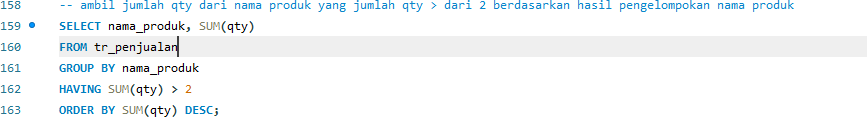 158 -- ambil jumlah qty dari nama produk yang jumlah qty > dari 2 berdasarkan hasil pengelompokan nama produk
159 SELECT nama_produk, SUM(qty)
160 FROM tr_penjualan
161 GROUP BY nama_produk
162 HAVING SUM(qty) > 2
163 ORDER BY SUM(qty) DESC;